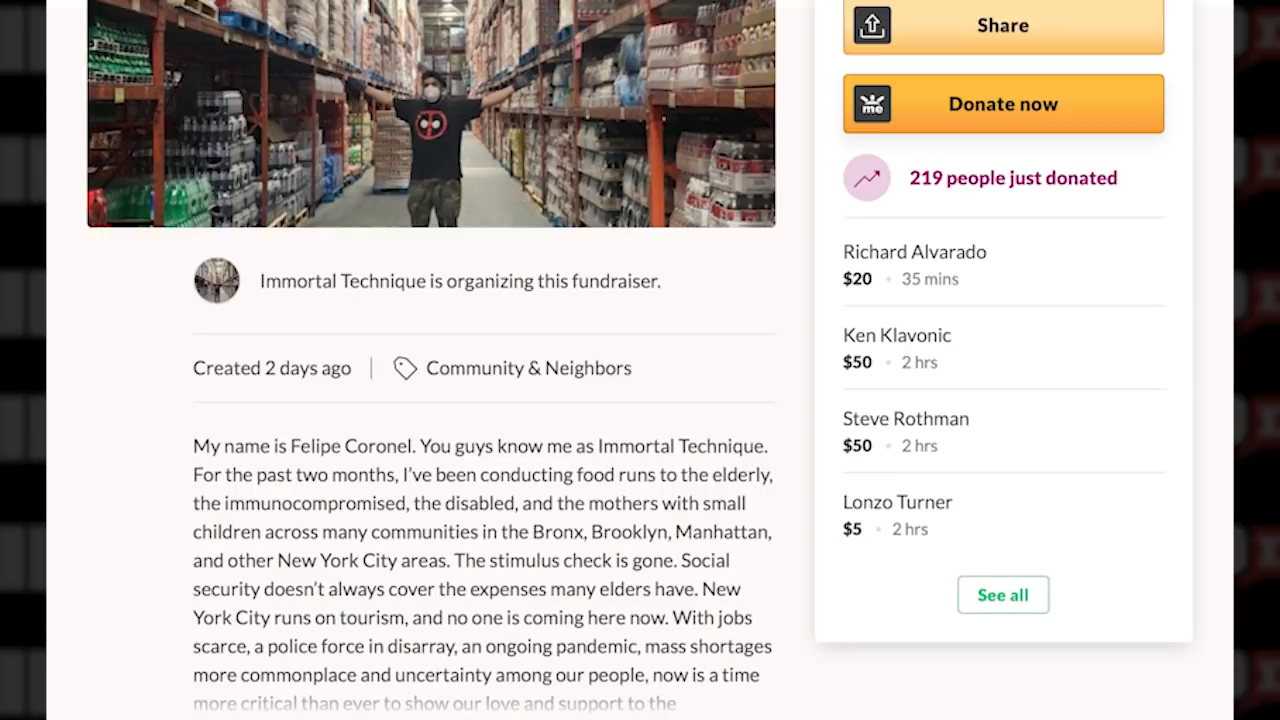 Share
me
Donate now
219 people just donated
Richard Alvarado
$20 • 35 mins
Ken Klavonic
$50 • 2 hrs
Steve Rothman
$50 • 2 hrs
Lonzo Turner
$5 • 2 hrs
See all
Immortal Technique is organizing this fundraiser.
Created 2 days ago
Community & Neighbors
My name is Felipe Coronel. You guys know me as Immortal Technique.
For the past two months, I've been conducting food runs to the elderly,
the immunocompromised, the disabled, and the mothers with small
children across many communities in the Bronx, Brooklyn, Manhattan,
and other New York City areas. The stimulus check is gone. Social
security doesn't always cover the expenses many elders have. New
York City runs on tourism, and no one is coming here now. With jobs
scarce, a police force in disarray, an ongoing pandemic, mass shortages
more commonplace and uncertainty among our people, now is a time
more critical than ever to show our love and support to the